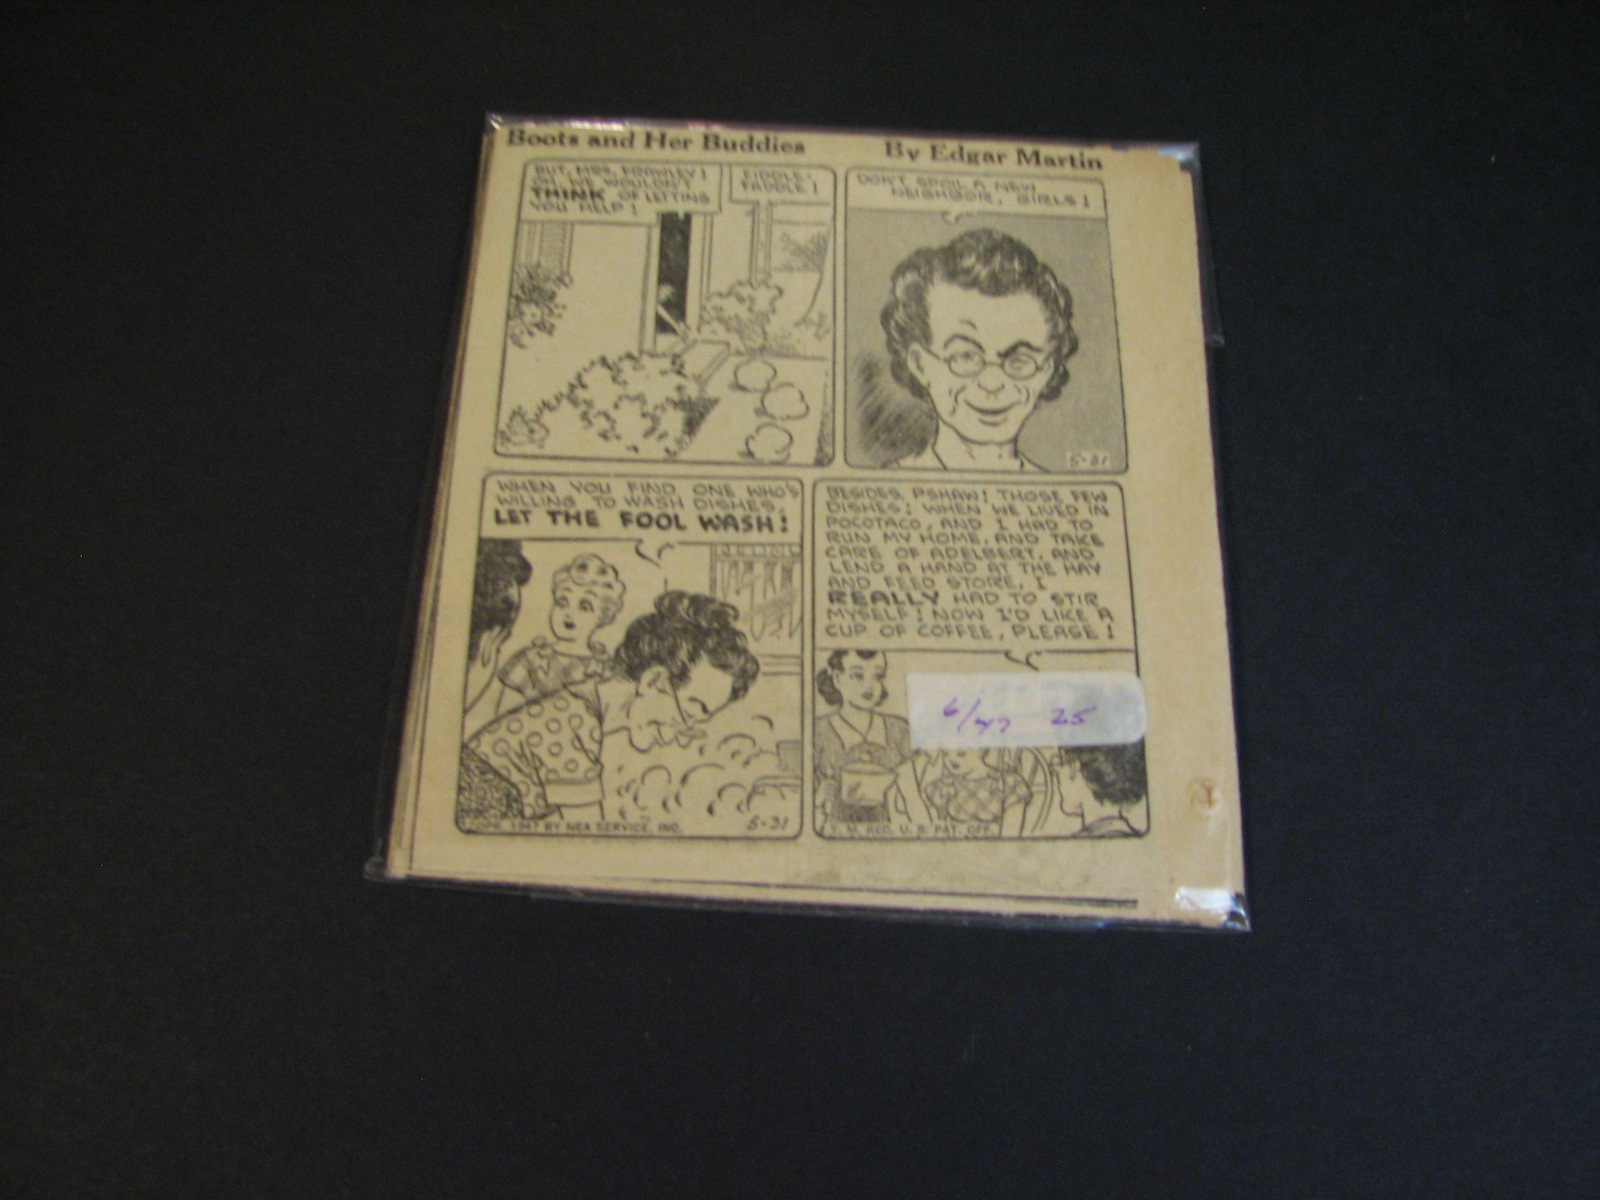 Boots and Her Buddies By Edgar Martin
BUT, MRS. FRAWLEY!
OH, WE WOULDN'T
THINK OF LETTING
YOU HELP!
FIDDLE-
FADDLE!
DON'T SPOIL A NEW
NEIGHBOR, GIRLS!
5-31
WHEN YOU FIND ONE WHO'S
WILLING TO WASH DISHES,
LET THE FOOL WASH!
COPR. 1947 BY NEA SERVICE, INC.
5-31
BESIDES, PSHAW! THOSE FEW
DISHES! WHEN WE LIVED IN
POCOTACO, AND I HAD TO
RUN MY HOME, AND TAKE
CARE OF ADELBERT, AND
LEND A HAND AT THE HAY
AND FEED STORE, I
REALLY HAD TO STIR
MYSELF! NOW I'D LIKE A
CUP OF COFFEE, PLEASE!
6/47 25
T. M. REG. U. S. PAT. OFF.